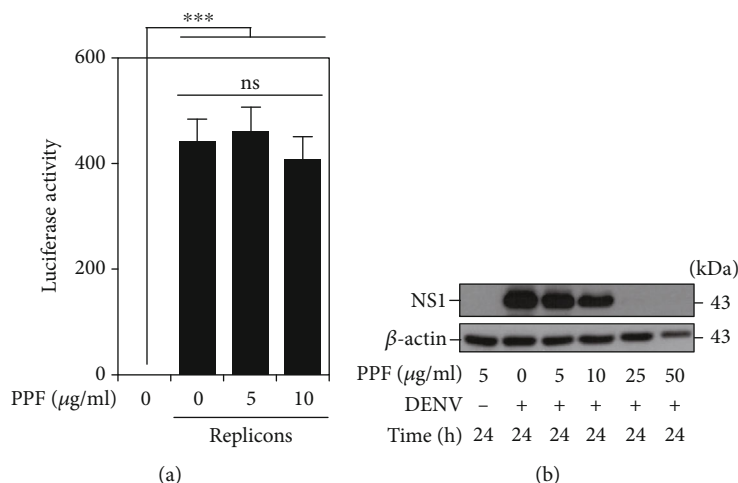 ***
600
ns
400
200
0
Luciferase activity
PPF (μg/ml) 0 0 5 10
Replicons
(a)
(kDa)
NS1 43
β-actin 43
PPF (μg/ml) 5 0 5 10 25 50
DENV – + + + + +
Time (h) 24 24 24 24 24 24
(b)